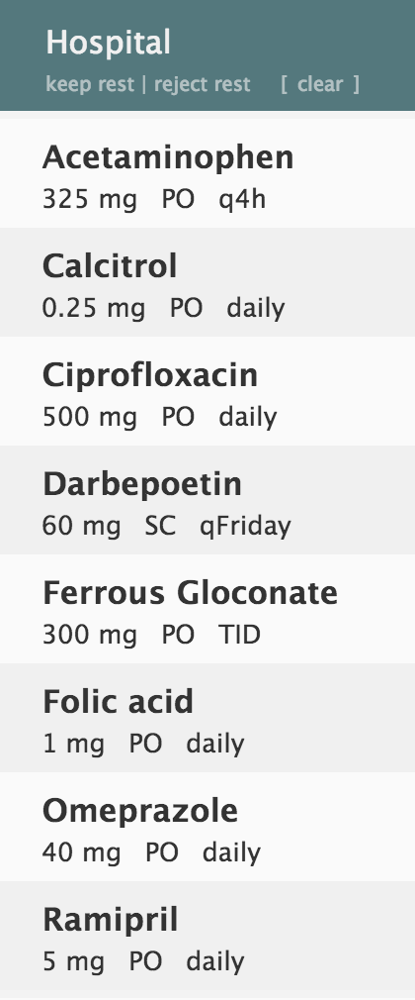 Hospital
keep rest | reject rest [ clear ]
Acetaminophen
325 mg PO q4h
Calcitrol
0.25 mg PO daily
Ciprofloxacin
500 mg PO daily
Darbepoetin
60 mg SC qFriday
Ferrous Gloconate
300 mg PO TID
Folic acid
1 mg PO daily
Omeprazole
40 mg PO daily
Ramipril
5 mg PO daily